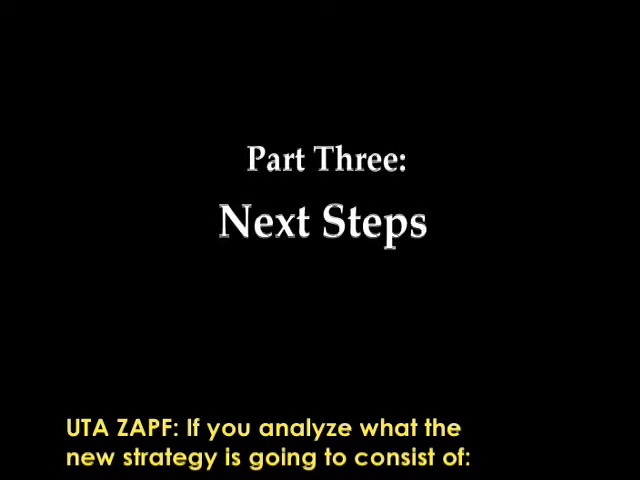 Part Three:
Next Steps
UTA ZAPF: If you analyze what the
new strategy is going to consist of: